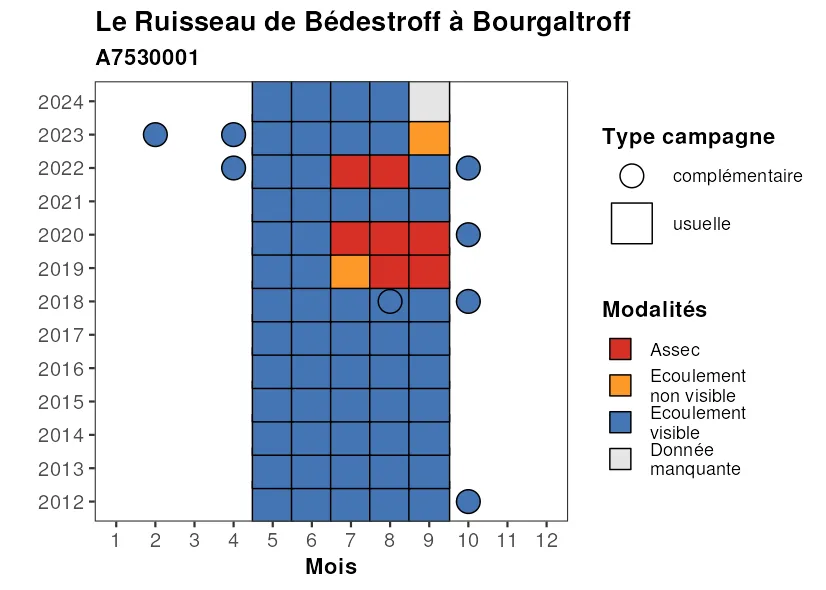 Le Ruisseau de Bédestroff à Bourgaltroff
A7530001
2024
2023
2022
2021
2020
2019
2018
2017
2016
2015
2014
2013
2012
1 2 3 4 5 6 7 8 9 10 11 12
Mois
Type campagne
complémentaire
usuelle
Modalités
Assec
Ecoulement
non visible
Ecoulement
visible
Donnée
manquante